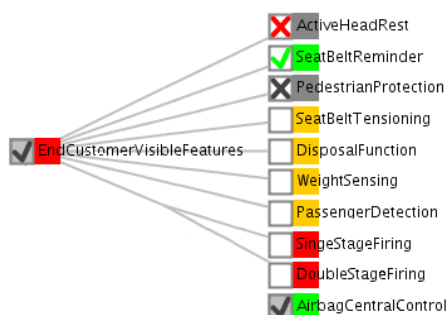 ActiveHeadRest
SeatBeltReminder
PedestrianProtection
SeatBeltTensioning
EndCustomerVisibleFeatures
DisposalFunction
WeightSensing
PassengerDetection
SingeStageFiring
DoubleStageFiring
AirbagCentralControl